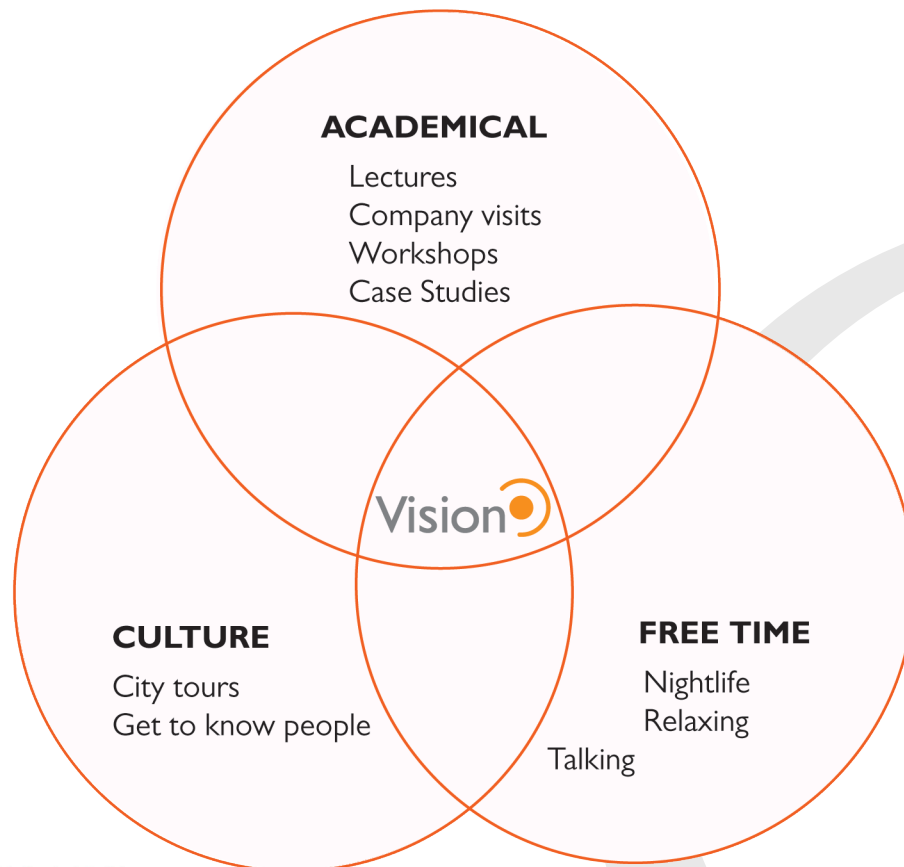 ACADEMICAL
Lectures
Company visits
Workshops
Case Studies
Vision
CULTURE
City tours
Get to know people
FREE TIME
Nightlife
Relaxing
Talking